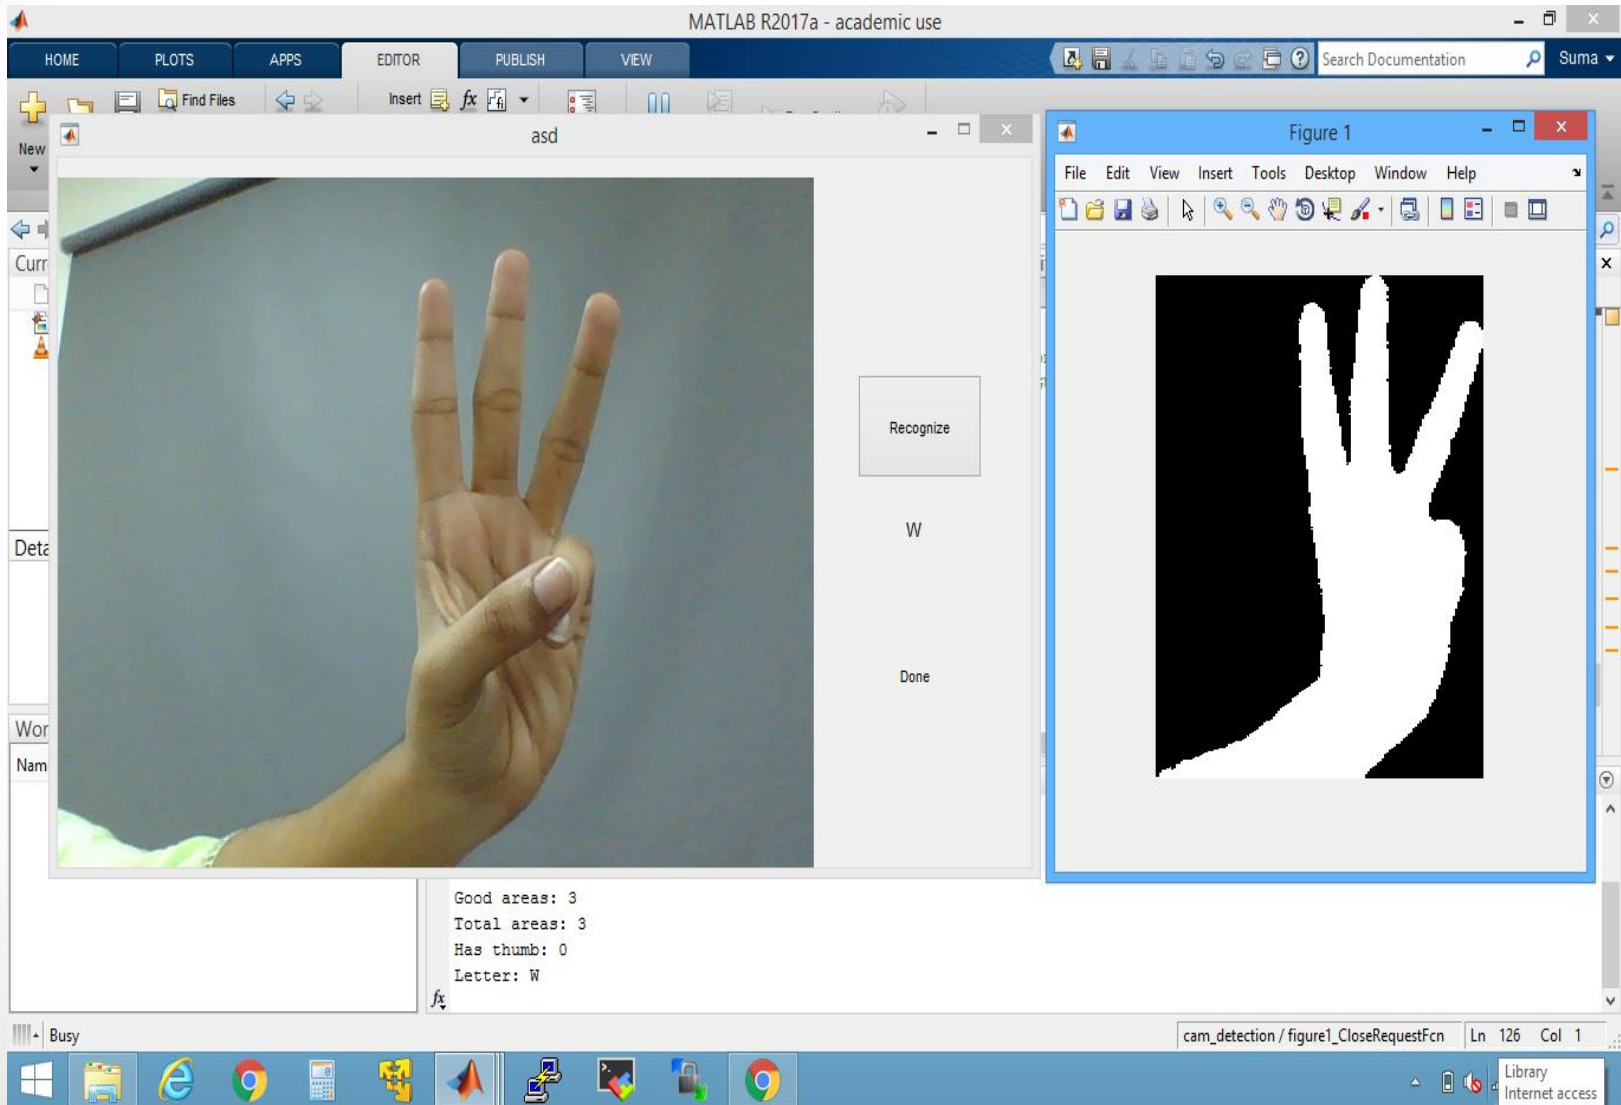 MATLAB R2017a - academic use
HOME PLOTS APPS EDITOR PUBLISH VIEW
Search Documentation
Suma
Find Files
Insert fx
New
asd
Figure 1
File Edit View Insert Tools Desktop Window Help
Curr
Recognize
W
Deta
Done
Wor
Nam
Good areas: 3
Total areas: 3
Has thumb: 0
Letter: W
fx
Busy
cam_detection / figure1_CloseRequestFcn Ln 126 Col 1
Library
Internet access